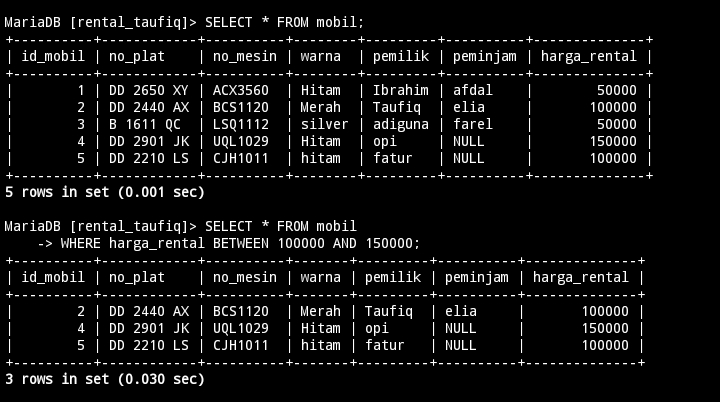 MariaDB [rental_taufiq]> SELECT * FROM mobil;
+----------+------------+----------+--------+---------+----------+--------------+
| id_mobil | no_plat    | no_mesin | warna  | pemilik | peminjam | harga_rental |
+----------+------------+----------+--------+---------+----------+--------------+
|        1 | DD 2650 XY | ACX3560  | Hitam  | Ibrahim | afdal    |        50000 |
|        2 | DD 2440 AX | BCS1120  | Merah  | Taufiq  | elia     |       100000 |
|        3 | B 1611 QC  | LSQ1112  | silver | adiguna | farel    |        50000 |
|        4 | DD 2901 JK | UQL1029  | Hitam  | opi     | NULL     |       150000 |
|        5 | DD 2210 LS | CJH1011  | hitam  | fatur   | NULL     |       100000 |
+----------+------------+----------+--------+---------+----------+--------------+
5 rows in set (0.001 sec)
MariaDB [rental_taufiq]> SELECT * FROM mobil
    -> WHERE harga_rental BETWEEN 100000 AND 150000;
+----------+------------+----------+-------+---------+----------+--------------+
| id_mobil | no_plat    | no_mesin | warna | pemilik | peminjam | harga_rental |
+----------+------------+----------+-------+---------+----------+--------------+
|        2 | DD 2440 AX | BCS1120  | Merah | Taufiq  | elia     |       100000 |
|        4 | DD 2901 JK | UQL1029  | Hitam | opi     | NULL     |       150000 |
|        5 | DD 2210 LS | CJH1011  | hitam | fatur   | NULL     |       100000 |
+----------+------------+----------+-------+---------+----------+--------------+
3 rows in set (0.030 sec)